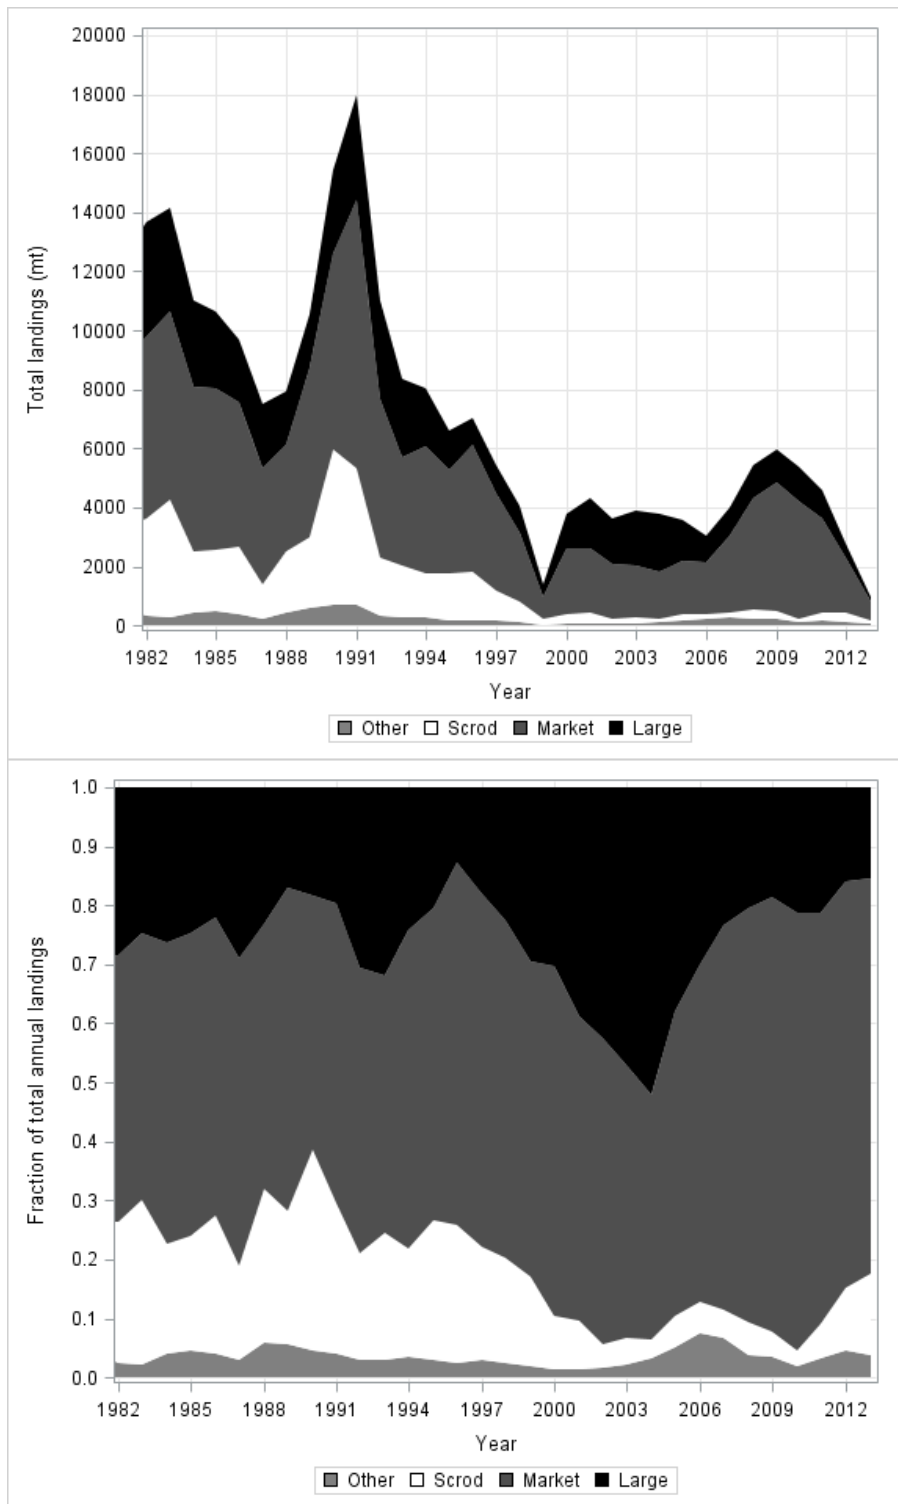 20000
18000
16000
14000
12000
10000
8000
6000
4000
2000
0
Total landings (mt)
1982 1985 1988 1991 1994 1997 2000 2003 2006 2009 2012
Year
Other Scrod Market Large
1.0
0.9
0.8
0.7
0.6
0.5
0.4
0.3
0.2
0.1
0.0
Fraction of total annual landings
1982 1985 1988 1991 1994 1997 2000 2003 2006 2009 2012
Year
Other Scrod Market Large